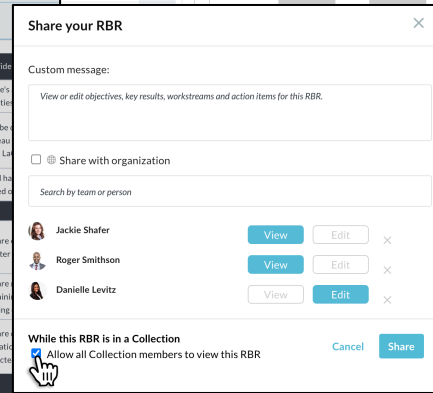 Share your RBR
Custom message:
View or edit objectives, key results, workstreams and action items for this RBR.
Share with organization
Search by team or person
Jackie Shafer
View
Edit
Roger Smithson
View
Edit
Danielle Levitz
View
Edit
While this RBR is in a Collection
Allow all Collection members to view this RBR
Cancel
Share